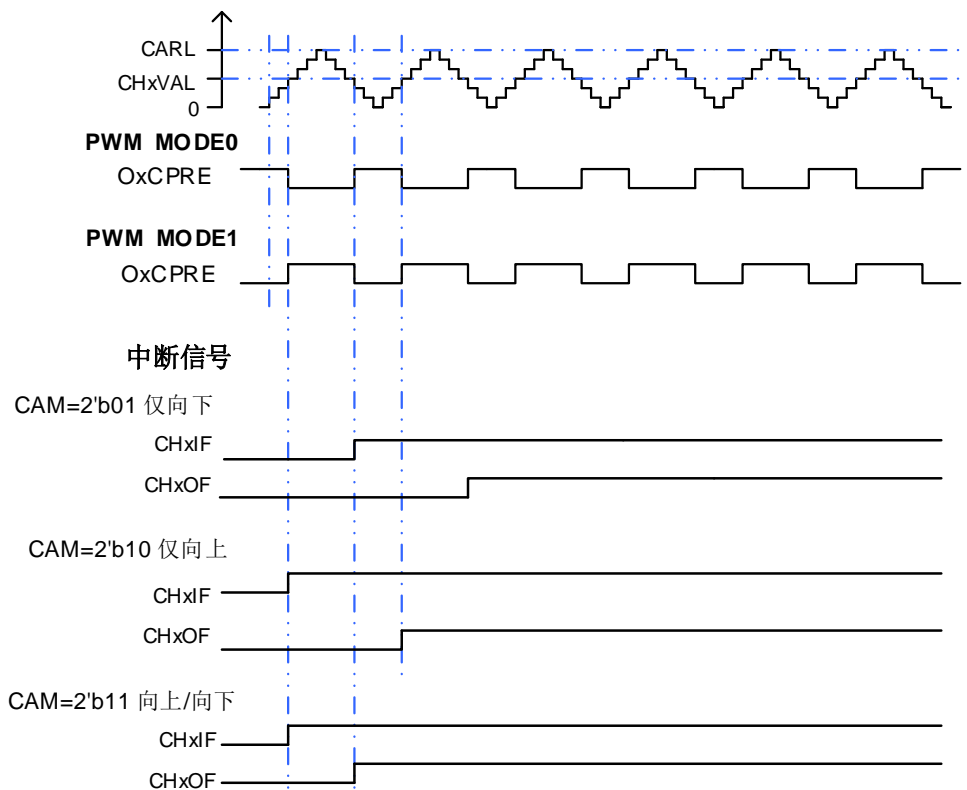 CARL
CHxVAL
0
PWM MODE0
OxCPRE
PWM MODE1
OxCPRE
中断信号
CAM=2'b01 仅向下
CHxIF
CHxOF
CAM=2'b10 仅向上
CHxIF
CHxOF
CAM=2'b11 向上/向下
CHxIF
CHxOF